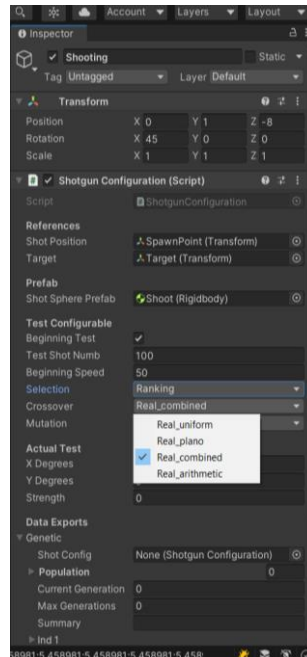 Account Layers Layout
Inspector
Shooting Static
Tag Untagged Layer Default
Transform
Position X 0 Y 1 Z -8
Rotation X 45 Y 0 Z 0
Scale X 1 Y 1 Z 1
Shotgun Configuration (Script)
Script ShotgunConfiguration
References
Shot Position SpawnPoint (Transform)
Target Target (Transform)
Prefab
Shot Sphere Prefab Shoot (Rigidbody)
Test Configurable
Beginning Test
Test Shot Numb 100
Beginning Speed 50
Selection Ranking
Crossover Real_combined
Mutation
Real_uniform
Real_plano
Real_combined
Real_arithmetic
Actual Test
X Degrees
Y Degrees
Strength 0
Data Exports
Genetic
Shot Config None (Shotgun Configuration)
Population 0
Current Generation 0
Max Generations 0
Summary
Ind 1